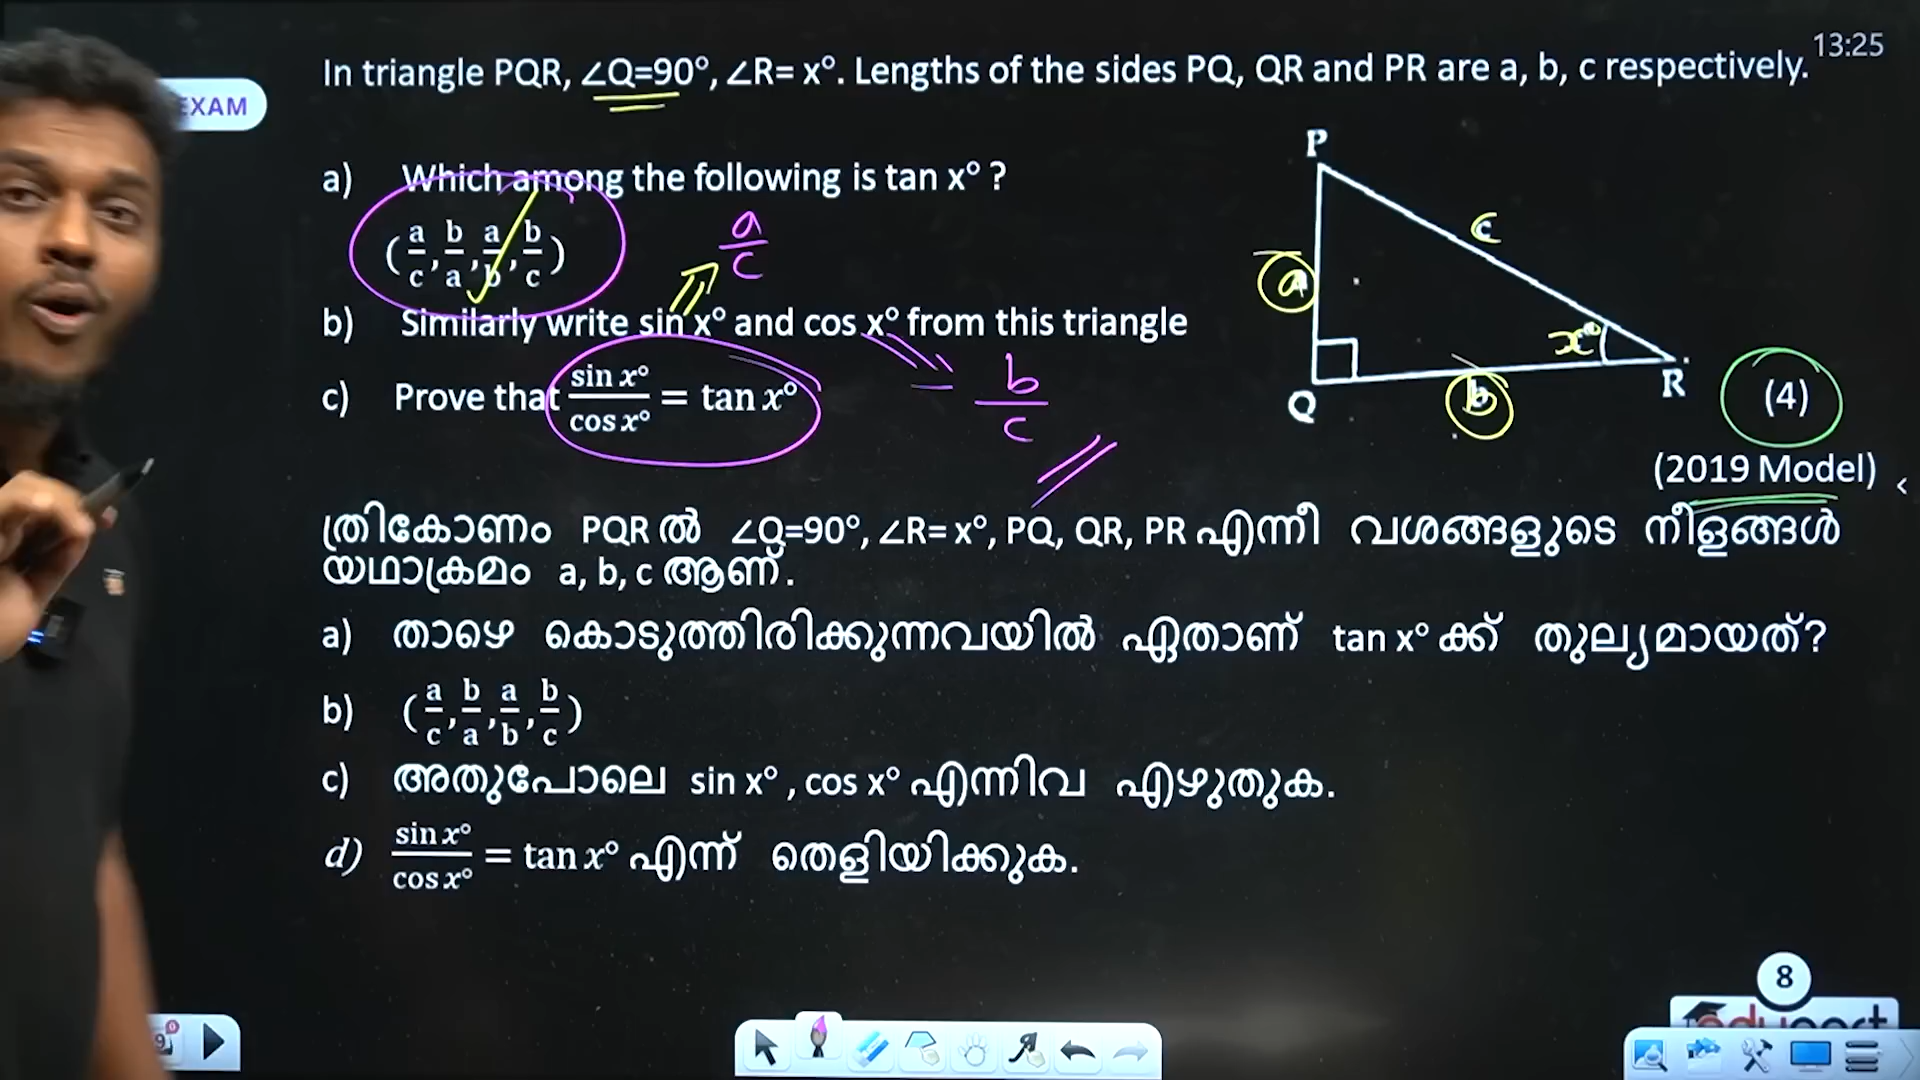 13:25
EXAM
In triangle PQR, ∠Q=90°, ∠R= x°. Lengths of the sides PQ, QR and PR are a, b, c respectively.
a) Which among the following is tan x° ?
(a/c, b/a, a/b, b/c)
a/c
b) Similarly write sin x° and cos x° from this triangle
c) Prove that sin x°/cos x° = tan x°
= b/c
P
c
a
x°
Q
b
R
(4)
(2019 Model)
ത്രികോണം PQR ൽ ∠Q=90°, ∠R= x°, PQ, QR, PR എന്നീ വശങ്ങളുടെ നീളങ്ങൾ
യഥാക്രമം a, b, c ആണ്.
a) താഴെ കൊടുത്തിരിക്കുന്നവയിൽ ഏതാണ് tan x° ക്ക് തുല്യമായത്?
b) (a/c, b/a, a/b, b/c)
c) അതുപോലെ sin x° , cos x° എന്നിവ എഴുതുക.
d) sin x°/cos x° = tan x° എന്ന് തെളിയിക്കുക.
8